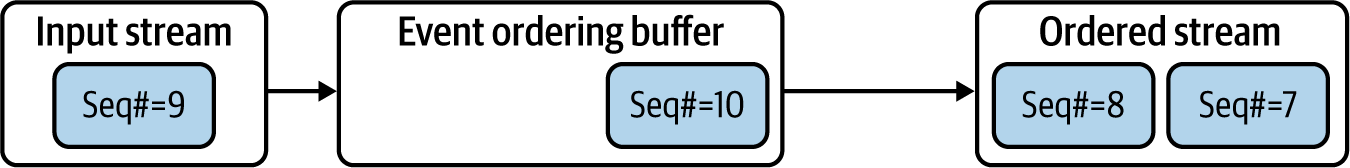 Input stream
Seq#=9
Event ordering buffer
Seq#=10
Ordered stream
Seq#=8
Seq#=7